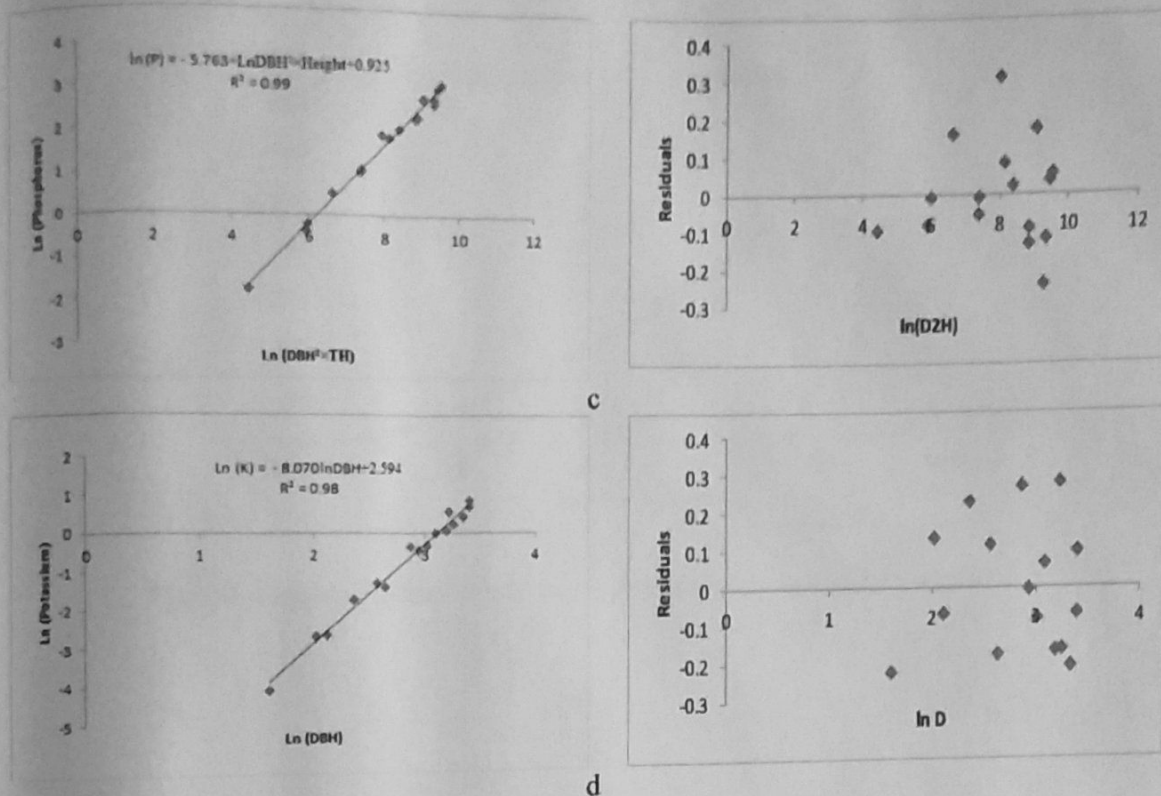 4
3
2
1
0
-1
-2
-3
0 2 4 6 8 10 12
Ln (Phosphorus)
ln (P) = - 5.763+LnDBH²×Height÷0.925
R² = 0.99
Ln (DBH²×TH)
0.4
0.3
0.2
0.1
0
-0.1
-0.2
-0.3
0 2 4 6 8 10 12
Residuals
ln(D2H)
c
2
1
0
-1
-2
-3
-4
-5
0 1 2 3 4
Ln (Potassium)
Ln (K) = - 8.070lnDBH÷2.594
R² = 0.98
Ln (DBH)
0.4
0.3
0.2
0.1
0
-0.1
-0.2
-0.3
0 1 2 3 4
Residuals
ln D
d